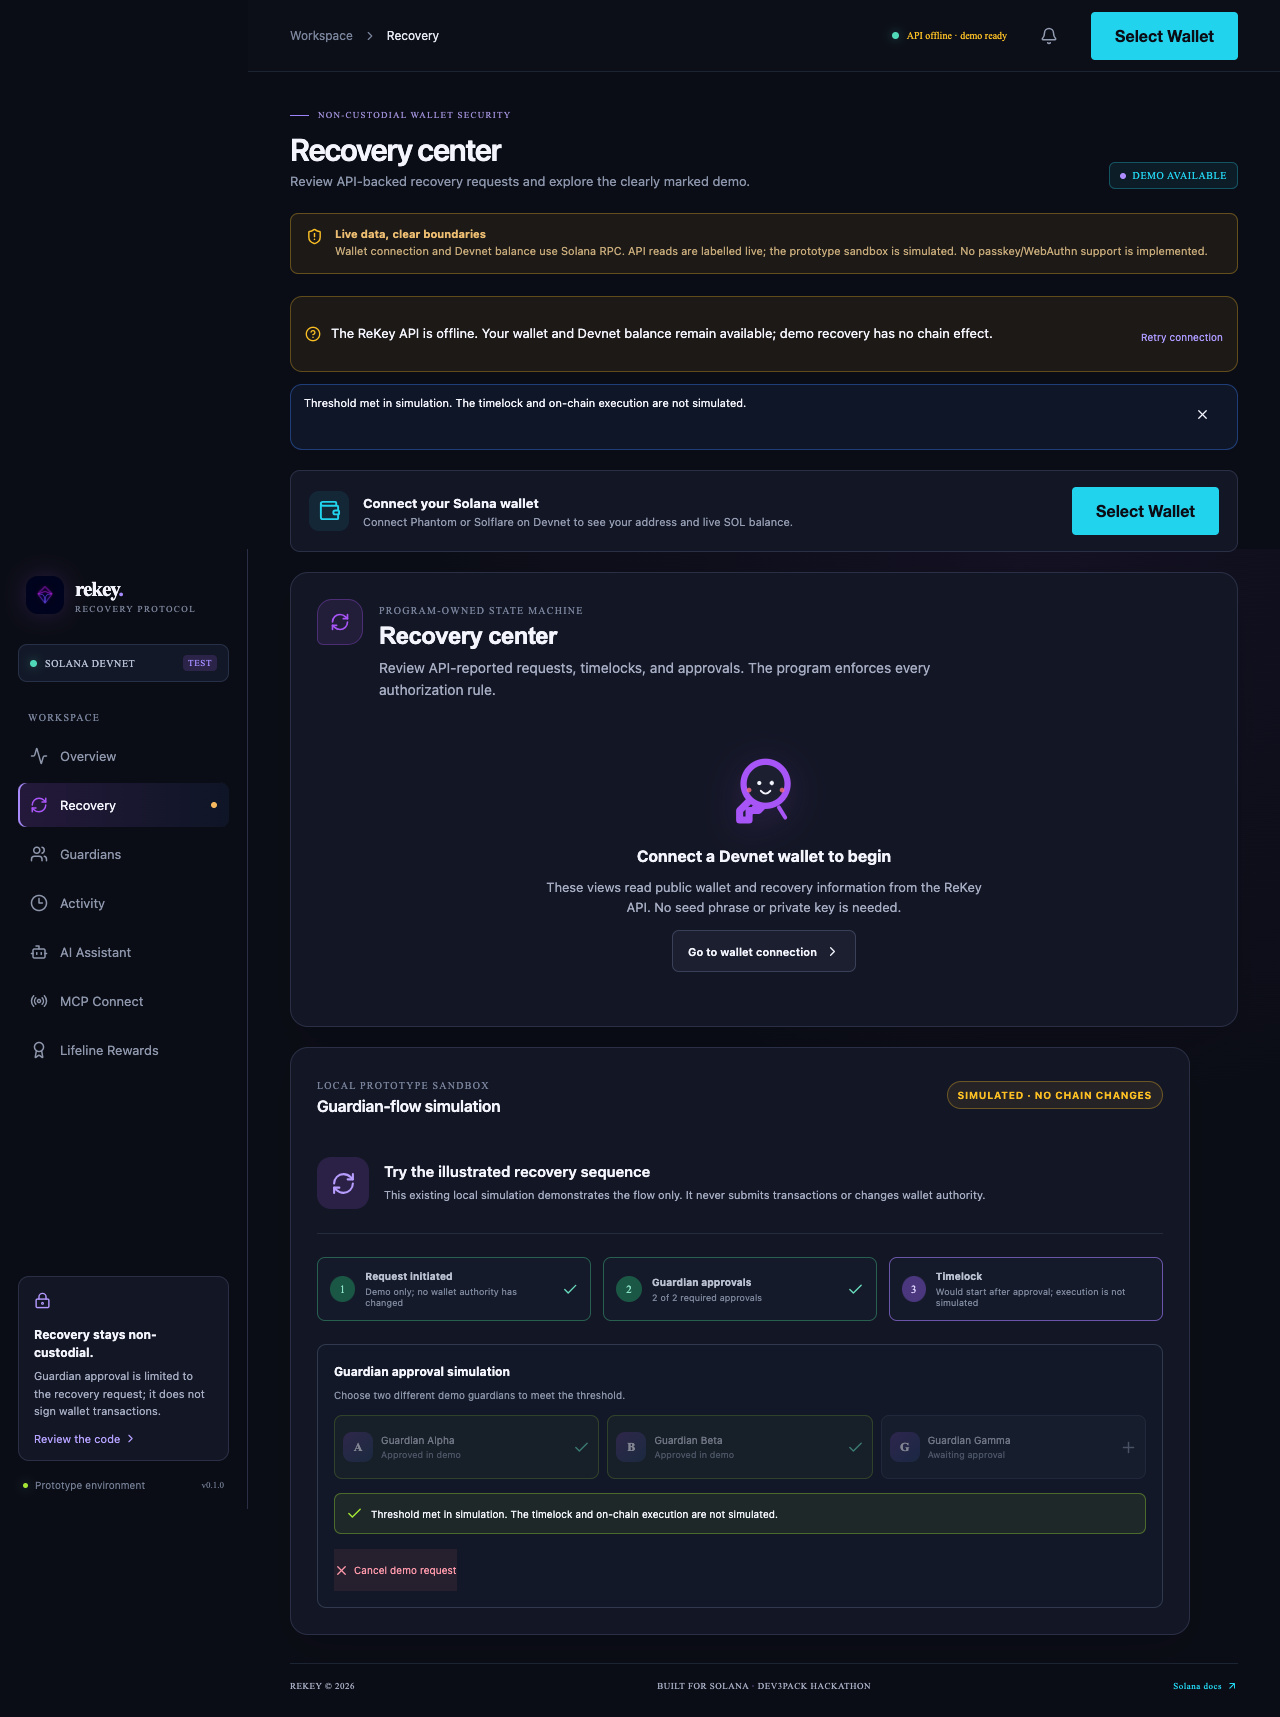 Workspace > Recovery
API offline · demo ready
Select Wallet
NON-CUSTODIAL WALLET SECURITY
Recovery center
Review API-backed recovery requests and explore the clearly marked demo.
DEMO AVAILABLE
Live data, clear boundaries
Wallet connection and Devnet balance use Solana RPC. API reads are labelled live; the prototype sandbox is simulated. No passkey/WebAuthn support is implemented.
The ReKey API is offline. Your wallet and Devnet balance remain available; demo recovery has no chain effect.
Retry connection
Threshold met in simulation. The timelock and on-chain execution are not simulated.
Connect your Solana wallet
Connect Phantom or Solflare on Devnet to see your address and live SOL balance.
Select Wallet
rekey.
RECOVERY PROTOCOL
SOLANA DEVNET
TEST
WORKSPACE
Overview
Recovery
Guardians
Activity
AI Assistant
MCP Connect
Lifeline Rewards
Recovery stays non-
custodial.
Guardian approval is limited to
the recovery request; it does not
sign wallet transactions.
Review the code
Prototype environment
v0.1.0
PROGRAM-OWNED STATE MACHINE
Recovery center
Review API-reported requests, timelocks, and approvals. The program enforces every
authorization rule.
Connect a Devnet wallet to begin
These views read public wallet and recovery information from the ReKey
API. No seed phrase or private key is needed.
Go to wallet connection
LOCAL PROTOTYPE SANDBOX
Guardian-flow simulation
SIMULATED · NO CHAIN CHANGES
Try the illustrated recovery sequence
This existing local simulation demonstrates the flow only. It never submits transactions or changes wallet authority.
1
Request initiated
Demo only; no wallet authority has
changed
2
Guardian approvals
2 of 2 required approvals
3
Timelock
Would start after approval; execution is not
simulated
Guardian approval simulation
Choose two different demo guardians to meet the threshold.
A
Guardian Alpha
Approved in demo
B
Guardian Beta
Approved in demo
G
Guardian Gamma
Awaiting approval
Threshold met in simulation. The timelock and on-chain execution are not simulated.
Cancel demo request
REKEY © 2026
BUILT FOR SOLANA · DEV3PACK HACKATHON
Solana docs